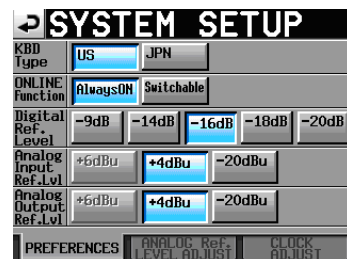 SYSTEM SETUP
KBD Type US JPN
ONLINE Function AlwaysON Switchable
Digital Ref. Level -9dB -14dB -16dB -18dB -20dB
Analog Input Ref.Lvl +6dBu +4dBu -20dBu
Analog Output Ref.Lvl +6dBu +4dBu -20dBu
PREFERENCES ANALOG Ref. LEVEL ADJUST CLOCK ADJUST